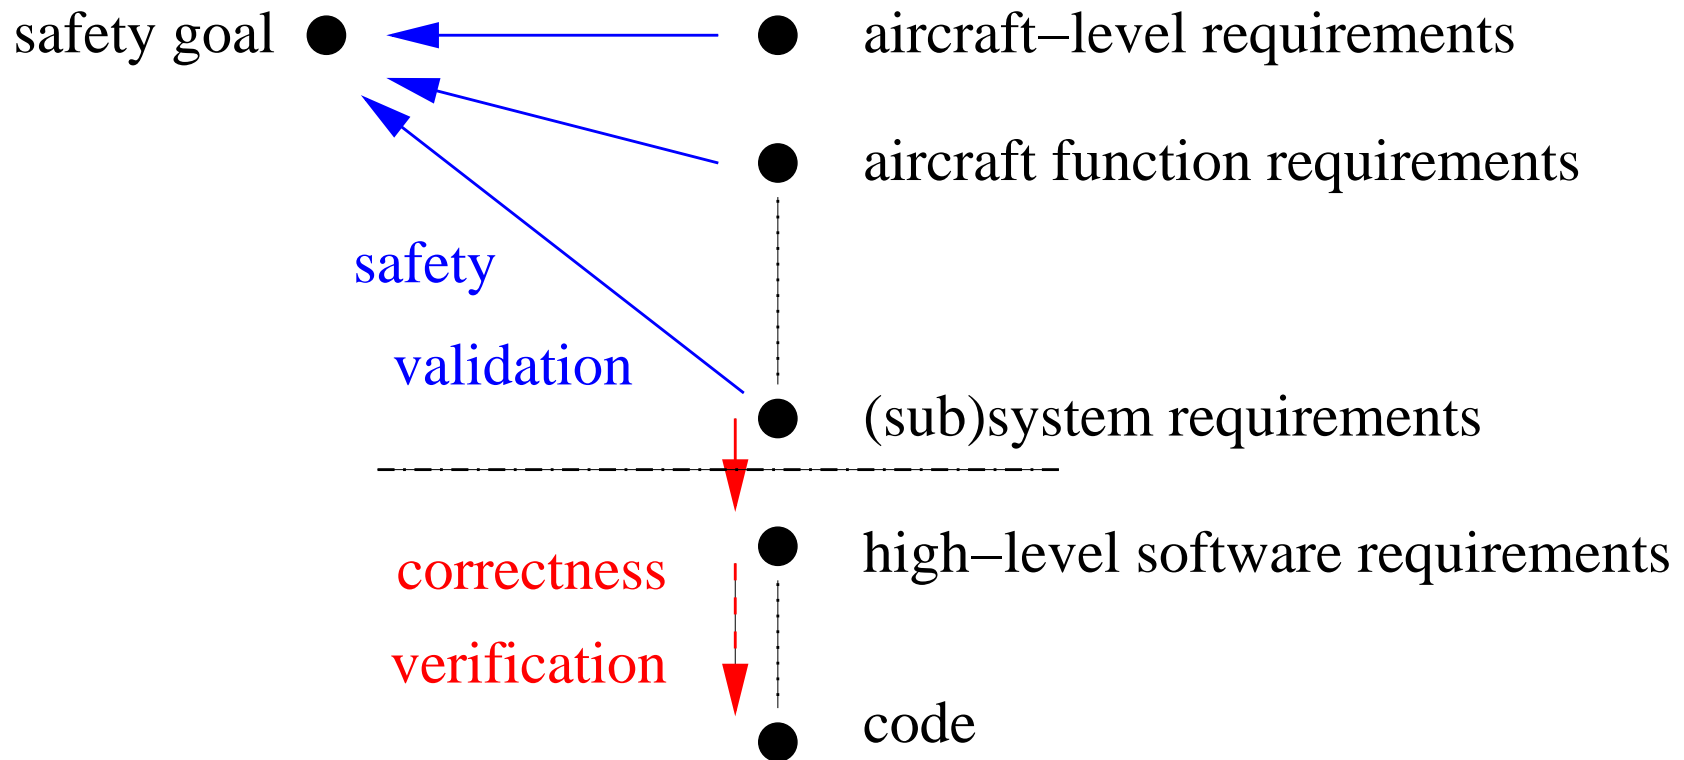 safety goal
aircraft−level requirements
aircraft function requirements
safety
validation
(sub)system requirements
high−level software requirements
correctness
verification
code